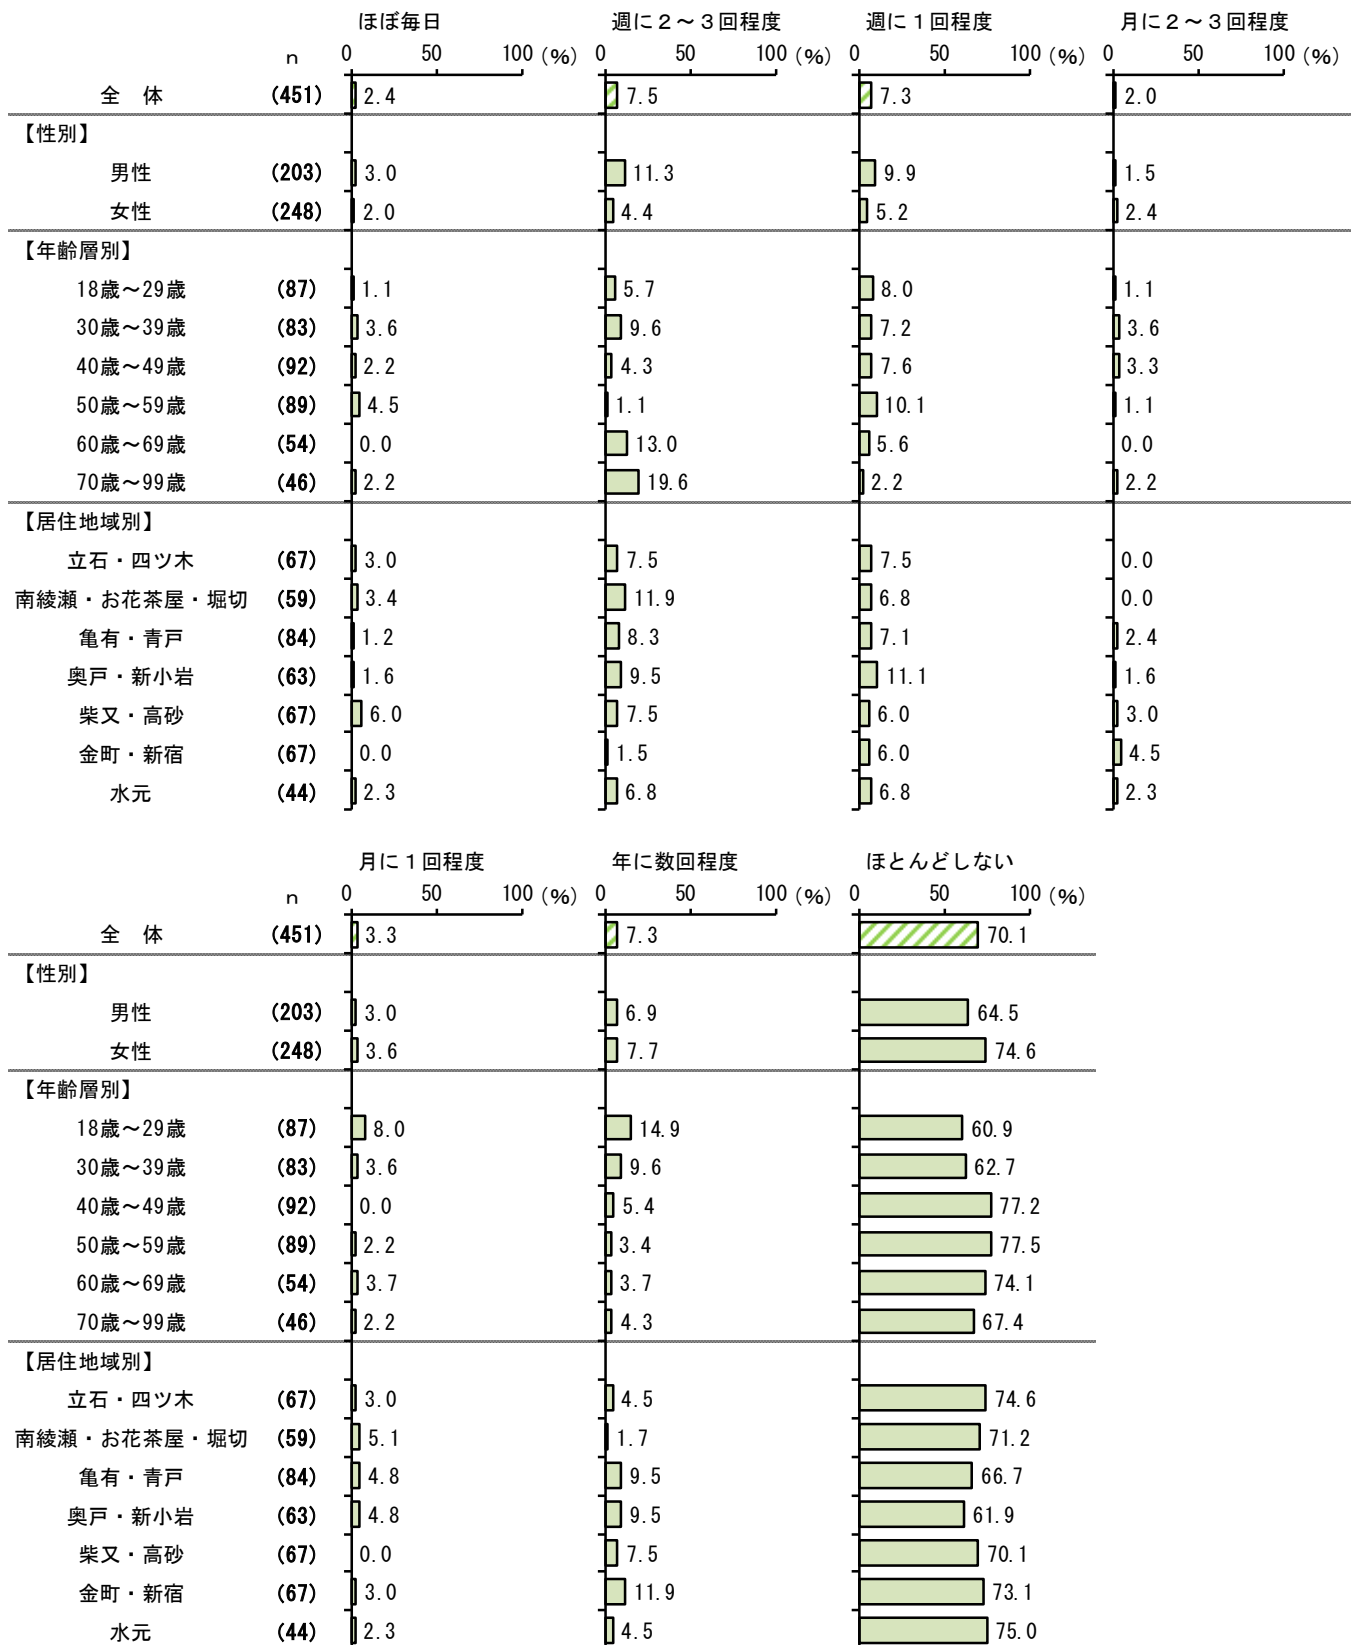 ほぼ毎日 週に２～３回程度 週に１回程度 月に２～３回程度
n 0 50 100 (%) 0 50 100 (%) 0 50 100 (%) 0 50 100 (%)
全　体 (451) 2.4 7.5 7.3 2.0
【性別】
男性 (203) 3.0 11.3 9.9 1.5
女性 (248) 2.0 4.4 5.2 2.4
【年齢層別】
18歳～29歳 (87) 1.1 5.7 8.0 1.1
30歳～39歳 (83) 3.6 9.6 7.2 3.6
40歳～49歳 (92) 2.2 4.3 7.6 3.3
50歳～59歳 (89) 4.5 1.1 10.1 1.1
60歳～69歳 (54) 0.0 13.0 5.6 0.0
70歳～99歳 (46) 2.2 19.6 2.2 2.2
【居住地域別】
立石・四ツ木 (67) 3.0 7.5 7.5 0.0
南綾瀬・お花茶屋・堀切 (59) 3.4 11.9 6.8 0.0
亀有・青戸 (84) 1.2 8.3 7.1 2.4
奥戸・新小岩 (63) 1.6 9.5 11.1 1.6
柴又・高砂 (67) 6.0 7.5 6.0 3.0
金町・新宿 (67) 0.0 1.5 6.0 4.5
水元 (44) 2.3 6.8 6.8 2.3
月に１回程度 年に数回程度 ほとんどしない
n 0 50 100 (%) 0 50 100 (%) 0 50 100 (%)
全　体 (451) 3.3 7.3 70.1
【性別】
男性 (203) 3.0 6.9 64.5
女性 (248) 3.6 7.7 74.6
【年齢層別】
18歳～29歳 (87) 8.0 14.9 60.9
30歳～39歳 (83) 3.6 9.6 62.7
40歳～49歳 (92) 0.0 5.4 77.2
50歳～59歳 (89) 2.2 3.4 77.5
60歳～69歳 (54) 3.7 3.7 74.1
70歳～99歳 (46) 2.2 4.3 67.4
【居住地域別】
立石・四ツ木 (67) 3.0 4.5 74.6
南綾瀬・お花茶屋・堀切 (59) 5.1 1.7 71.2
亀有・青戸 (84) 4.8 9.5 66.7
奥戸・新小岩 (63) 4.8 9.5 61.9
柴又・高砂 (67) 0.0 7.5 70.1
金町・新宿 (67) 3.0 11.9 73.1
水元 (44) 2.3 4.5 75.0